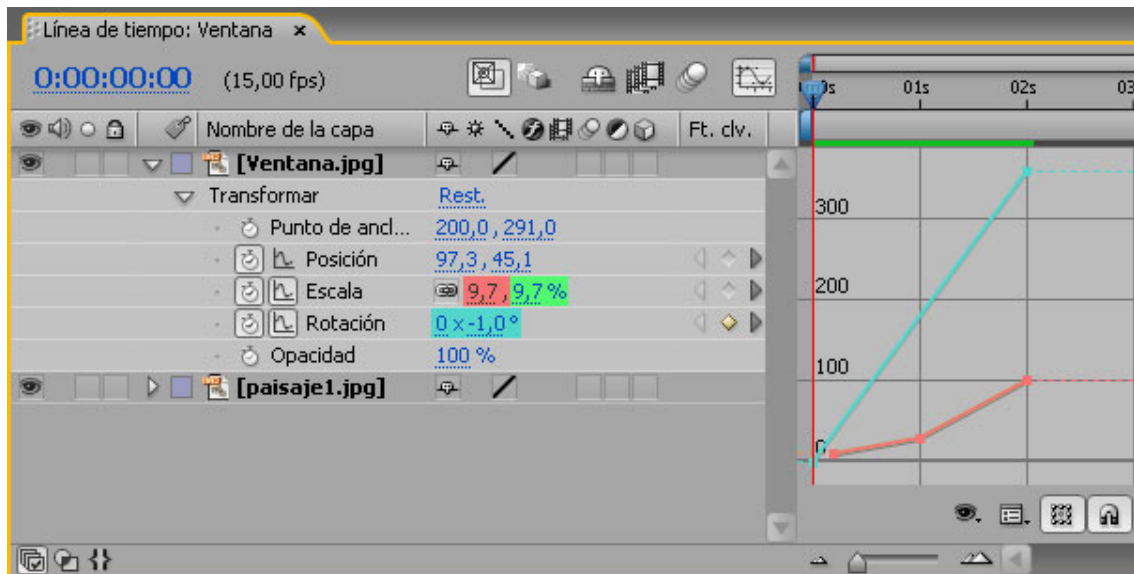 Línea de tiempo: Ventana x
0:00:00:00 (15,00 fps)
01s 02s 03
Nombre de la capa Ft. clv.
[Ventana.jpg]
Transformar Rest.
Punto de ancl... 200,0 , 291,0
Posición 97,3 , 45,1
Escala 9,7 , 9,7 %
Rotación 0 x -1,0 °
Opacidad 100 %
[paisaje1.jpg]
300
200
100
0